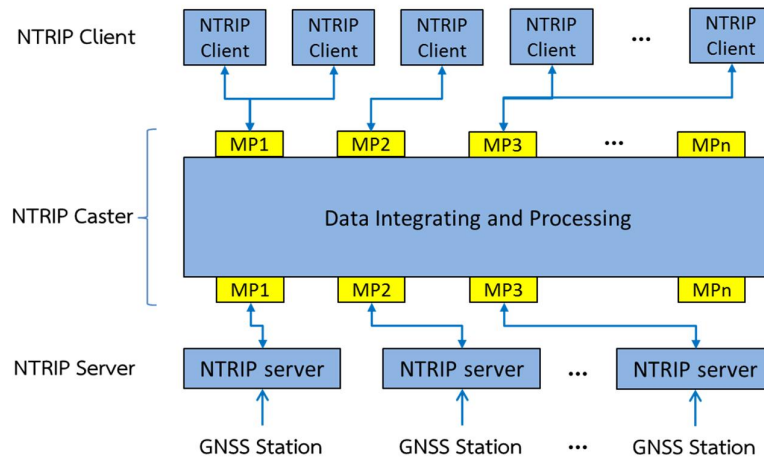 NTRIP Client
NTRIP
Client
NTRIP
Client
NTRIP
Client
NTRIP
Client
...
NTRIP
Client
MP1
MP2
MP3
...
MPn
NTRIP Caster
Data Integrating and Processing
MP1
MP2
MP3
MPn
NTRIP Server
NTRIP server
NTRIP server
...
NTRIP server
GNSS Station
GNSS Station
...
GNSS Station